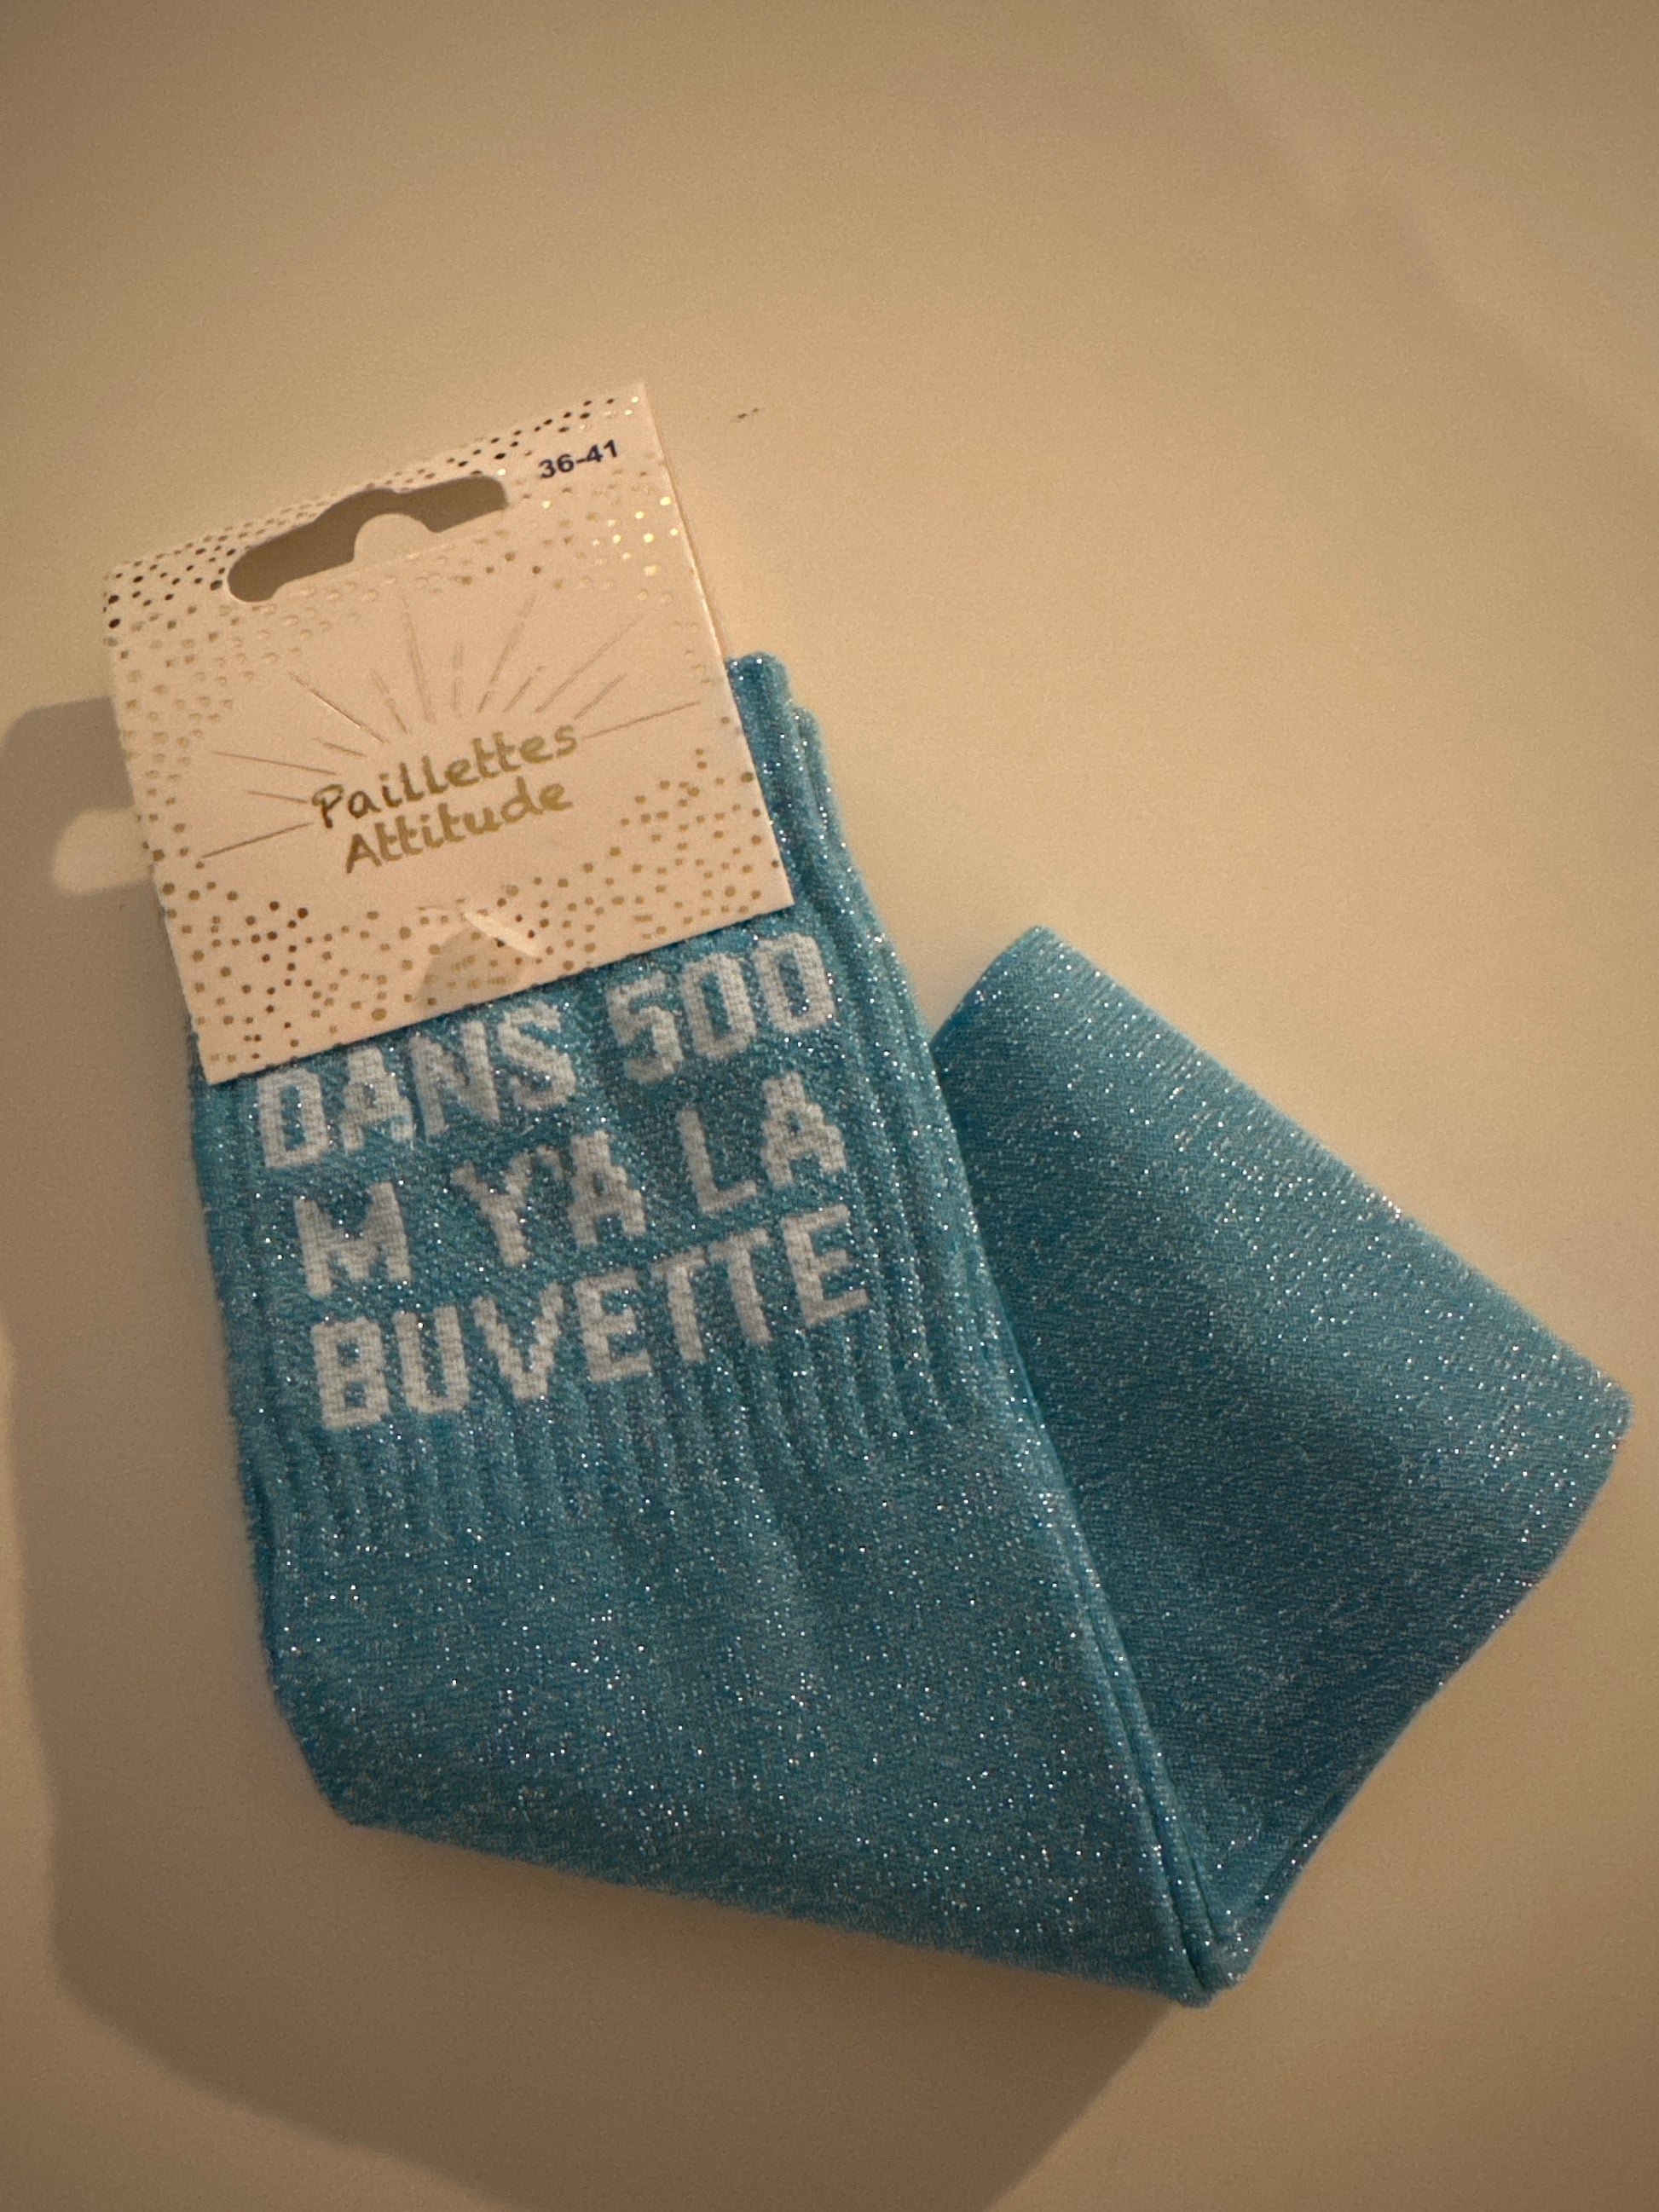 36-41
Paillettes
Attitude
DANS 500
M Y'A LA
BUVETTE